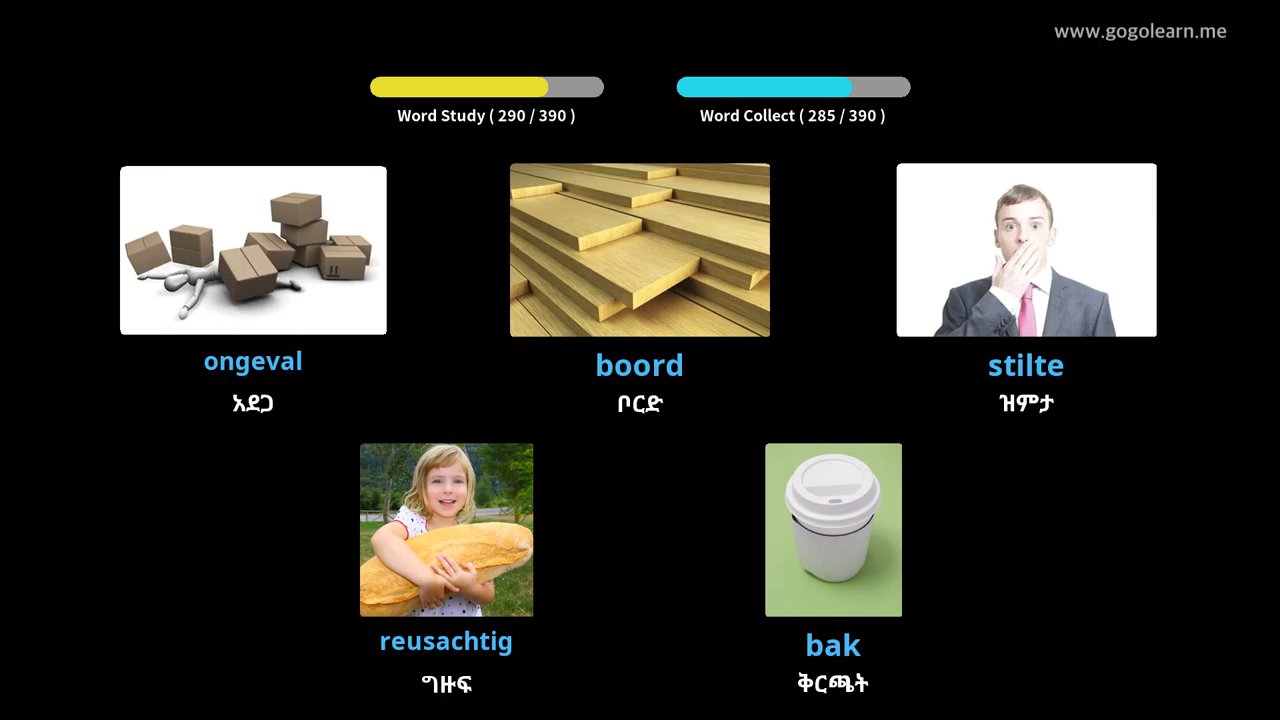 www.gogolearn.me
Word Study ( 290 / 390 )
Word Collect ( 285 / 390 )
ongeval
አደጋ
boord
ቦርድ
stilte
ዝምታ
reusachtig
ግዙፍ
bak
ቅርጫት